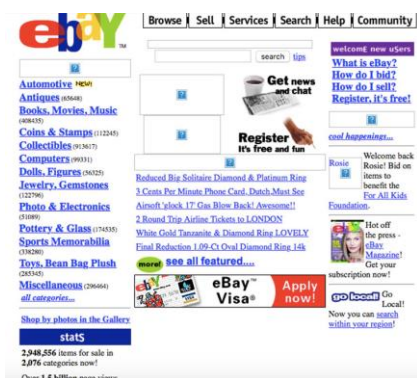 ebaY™
Browse Sell Services Search Help Community
search tips
Automotive NEW!
Antiques (65648)
Books, Movies, Music
(408435)
Coins & Stamps (112245)
Collectibles (913617)
Computers (99331)
Dolls, Figures (56525)
Jewelry, Gemstones
(122796)
Photo & Electronics
(51089)
Pottery & Glass (174535)
Sports Memorabilia
(338280)
Toys, Bean Bag Plush
(285345)
Miscellaneous (296464)
all categories...
Shop by photos in the Gallery
statS
2,948,556 items for sale in
2,076 categories now!
Over 1.5 billion page views
Get news
and chat
Register
It's free and fun
Reduced Big Solitaire Diamond & Platinum Ring
3 Cents Per Minute Phone Card, Dutch,Must See
Airsoft 'glock 17' Gas Blow Back! Awesome!!
2 Round Trip Airline Tickets to LONDON
White Gold Tanzanite & Diamond Ring LOVELY
Final Reduction 1.09-Ct Oval Diamond Ring 14k
more! see all featured....
eBay
Visa®
Apply
now!
welcomE new uSers
What is eBay?
How do I bid?
How do I sell?
Register, it's free!
cool happenings...
Rosie
Welcome back
Rosie! Bid on
items to
benefit the
For All Kids
Foundation.
Hot off
the press -
eBay
Magazine!
Get your
subscription now!
go local!
Go
Local!
Now you can search
within your region!